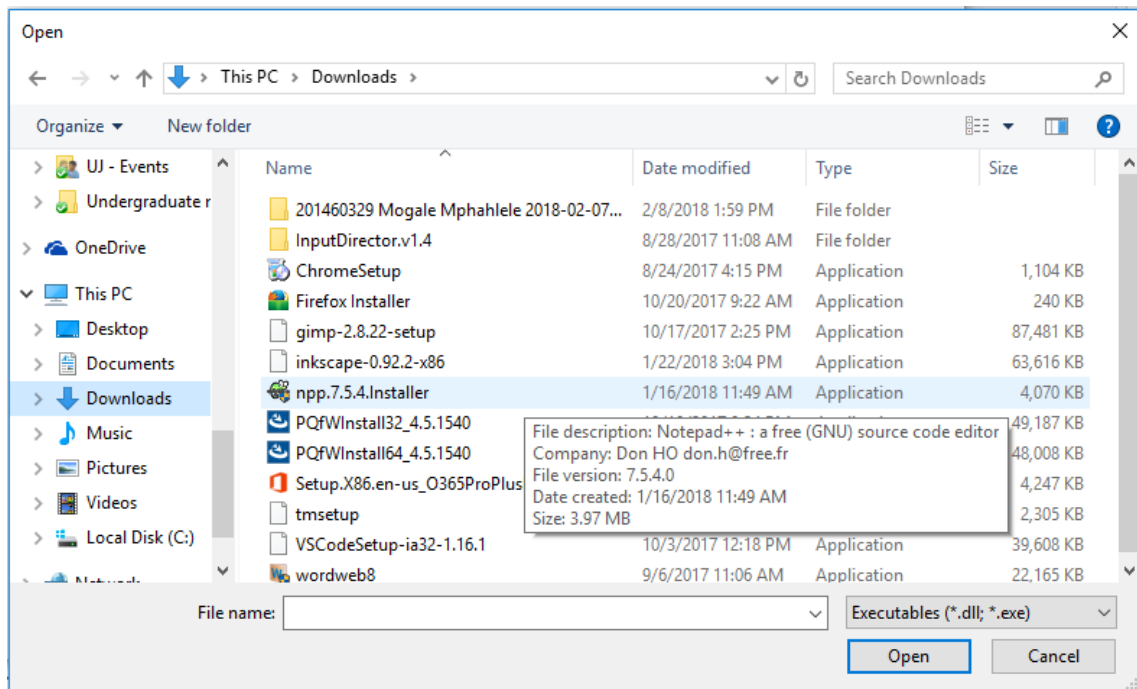 Open
This PC > Downloads >
Search Downloads
Organize New folder
UJ - Events
Undergraduate r
OneDrive
This PC
Desktop
Documents
Downloads
Music
Pictures
Videos
Local Disk (C:)
Network
Name Date modified Type Size
201460329 Mogale Mphahlele 2018-02-07... 2/8/2018 1:59 PM File folder
InputDirector.v1.4 8/28/2017 11:08 AM File folder
ChromeSetup 8/24/2017 4:15 PM Application 1,104 KB
Firefox Installer 10/20/2017 9:22 AM Application 240 KB
gimp-2.8.22-setup 10/17/2017 2:25 PM Application 87,481 KB
inkscape-0.92.2-x86 1/22/2018 3:04 PM Application 63,616 KB
npp.7.5.4.Installer 1/16/2018 11:49 AM Application 4,070 KB
PQfWInstall32_4.5.1540 49,187 KB
PQfWInstall64_4.5.1540 48,008 KB
Setup.X86.en-us_O365ProPlus 4,247 KB
tmsetup 2,305 KB
VSCodeSetup-ia32-1.16.1 10/3/2017 12:18 PM Application 39,608 KB
wordweb8 9/6/2017 11:06 AM Application 22,165 KB
File description: Notepad++ : a free (GNU) source code editor
Company: Don HO don.h@free.fr
File version: 7.5.4.0
Date created: 1/16/2018 11:49 AM
Size: 3.97 MB
File name: Executables (*.dll; *.exe)
Open Cancel